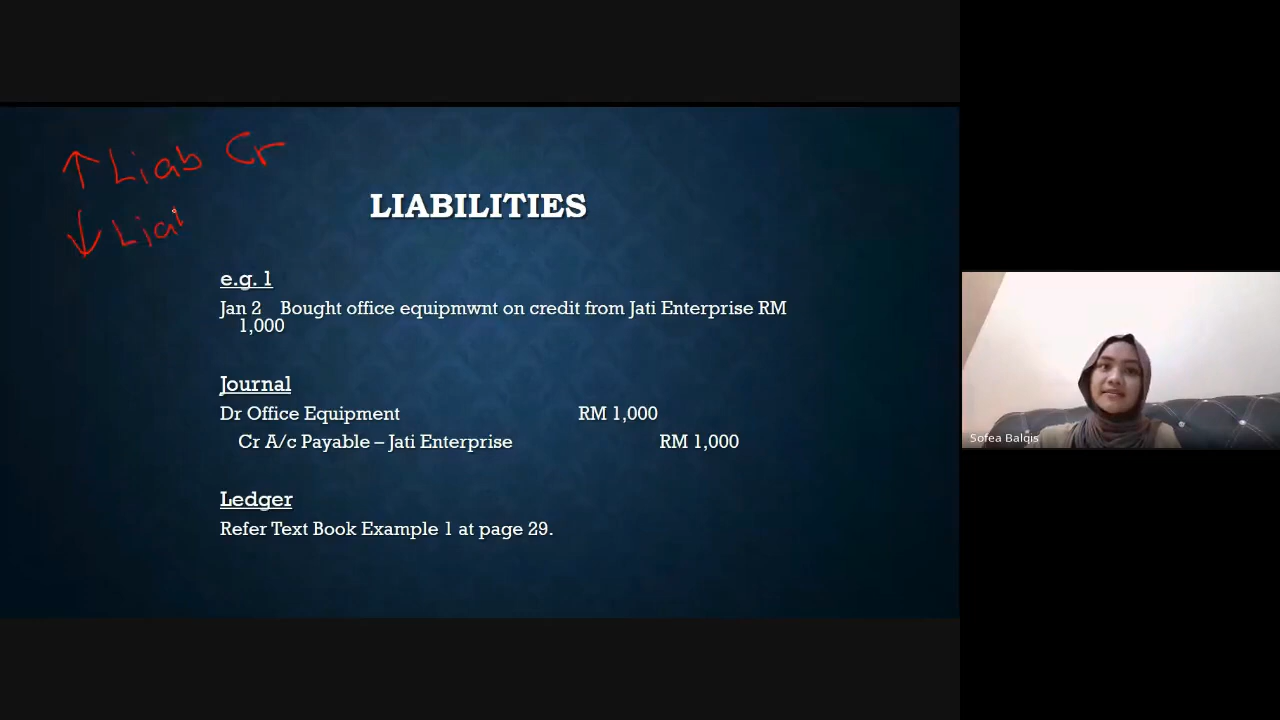 ↑ Liab Cr
↓ Lial
LIABILITIES
e.g. 1
Jan 2 Bought office equipmwnt on credit from Jati Enterprise RM
1,000
Journal
Dr Office Equipment RM 1,000
Cr A/c Payable – Jati Enterprise RM 1,000
Ledger
Refer Text Book Example 1 at page 29.
Sofea Balqis